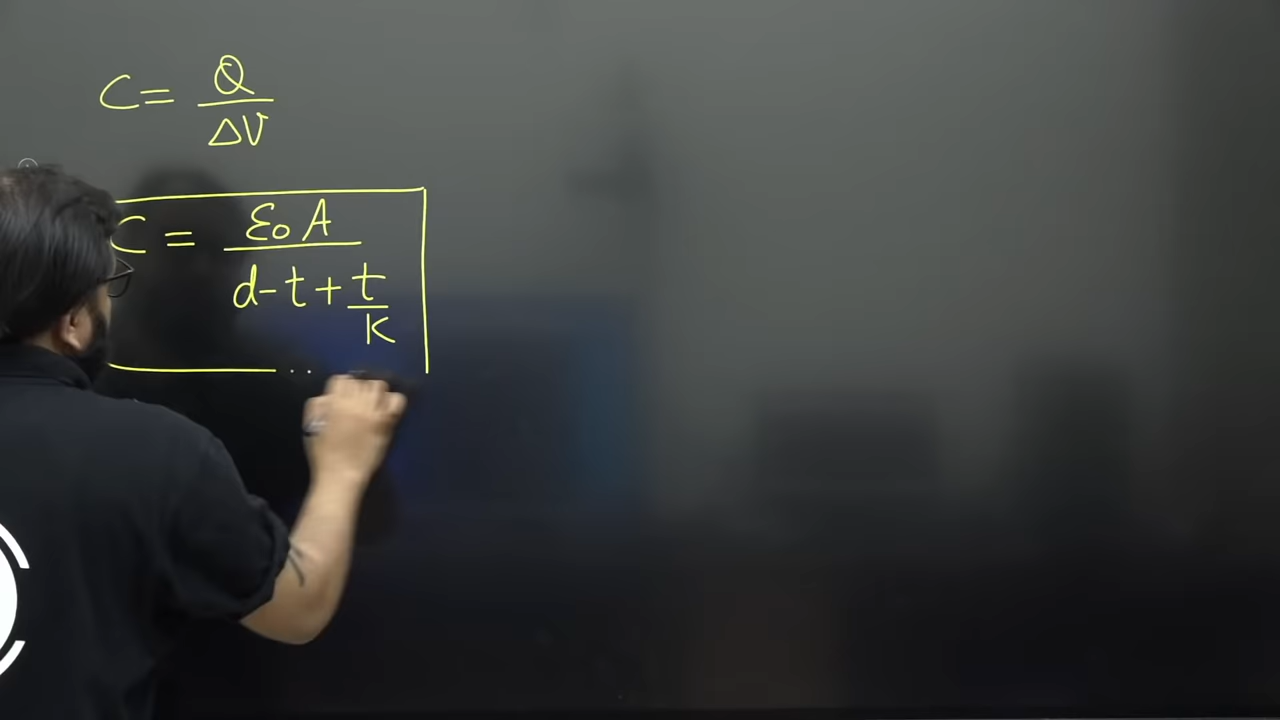 C = Q/ΔV
C = ε₀A/(d-t+t/K)